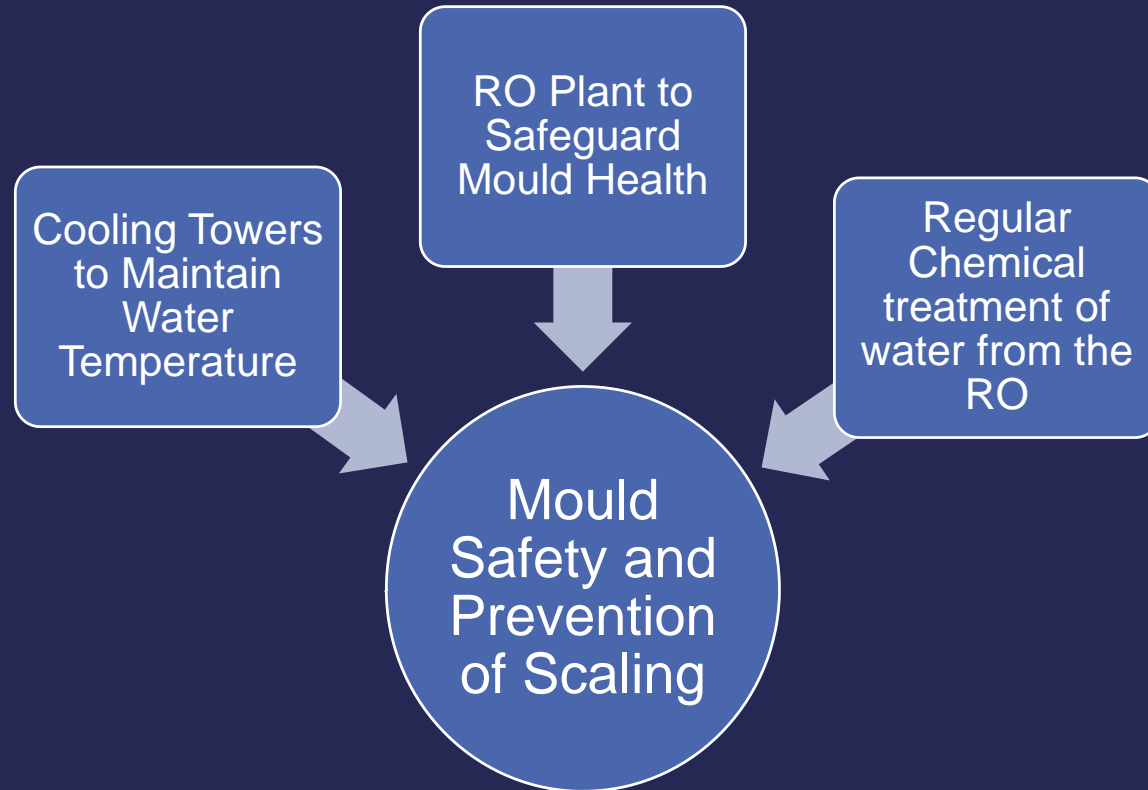 Cooling Towers
to Maintain
Water
Temperature
RO Plant to
Safeguard
Mould Health
Regular
Chemical
treatment of
water from the
RO
Mould
Safety and
Prevention
of Scaling